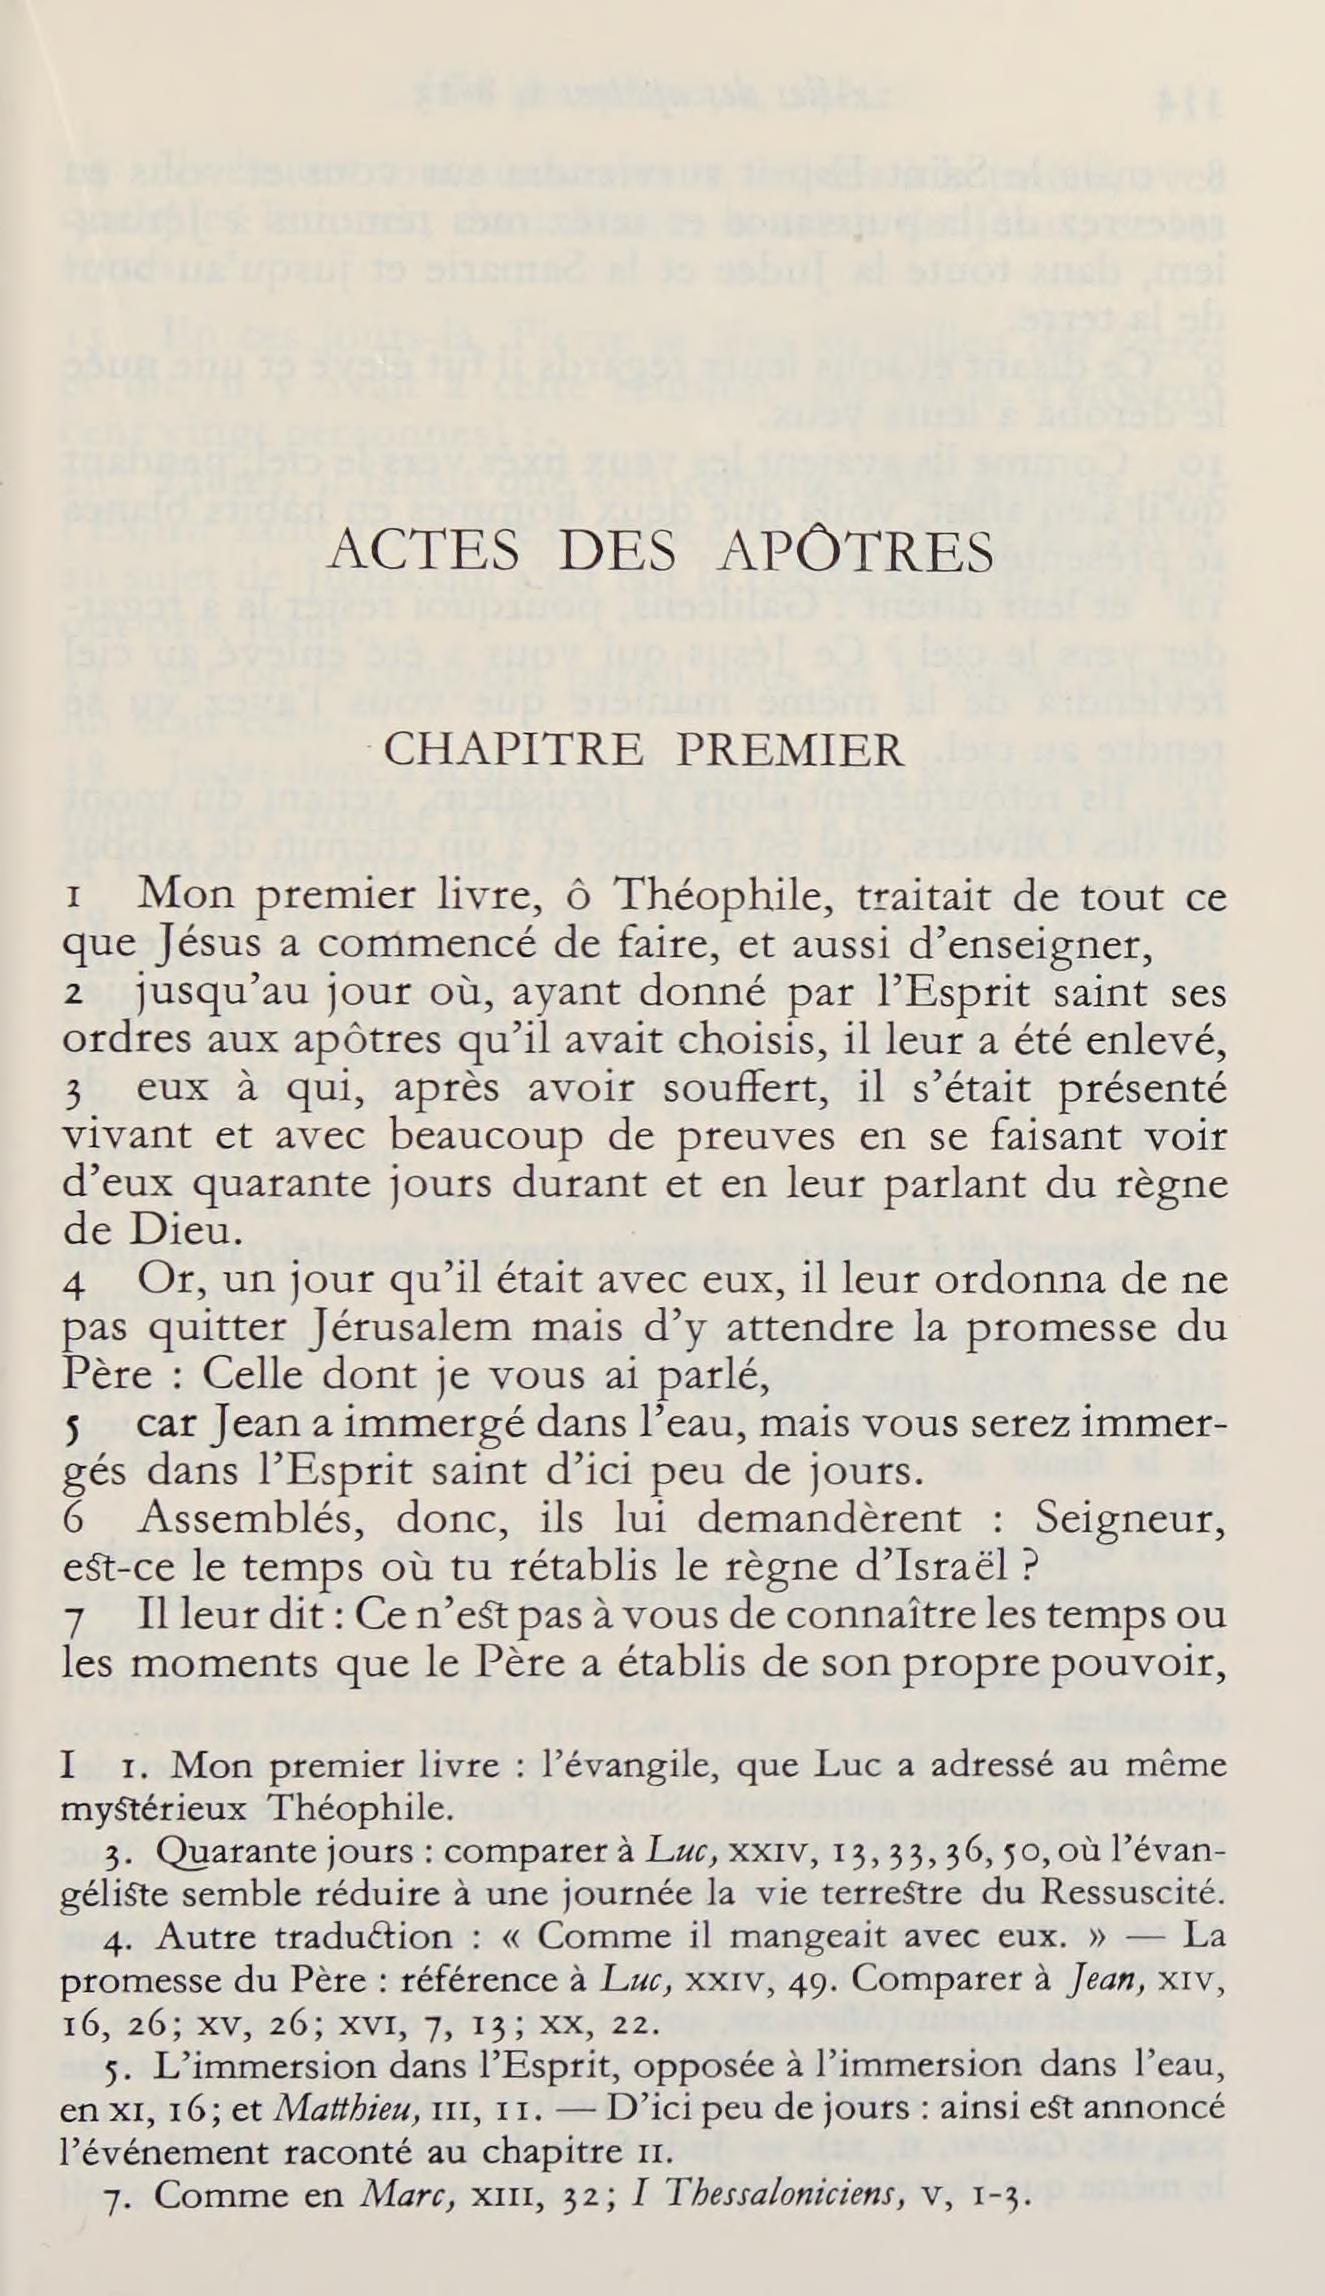 ACTES DES APÔTRES
CHAPITRE PREMIER
1 Mon premier livre, ô Théophile, traitait de tout ce
que Jésus a commencé de faire, et aussi d’enseigner,
2 jusqu’au jour où, ayant donné par l’Esprit saint ses
ordres aux apôtres qu’il avait choisis, il leur a été enlevé,
3 eux à qui, après avoir souffert, il s’était présenté
vivant et avec beaucoup de preuves en se faisant voir
d’eux quarante jours durant et en leur parlant du règne
de Dieu.
4 Or, un jour qu’il était avec eux, il leur ordonna de ne
pas quitter Jérusalem mais d’y attendre la promesse du
Père : Celle dont je vous ai parlé,
5 car Jean a immergé dans l’eau, mais vous serez immer-
gés dans l’Esprit saint d’ici peu de jours.
6 Assemblés, donc, ils lui demandèrent : Seigneur,
est-ce le temps où tu rétablis le règne d’Israël ?
7 Il leur dit : Ce n’est pas à vous de connaître les temps ou
les moments que le Père a établis de son propre pouvoir,
I 1. Mon premier livre : l’évangile, que Luc a adressé au même
mystérieux Théophile.
3. Quarante jours : comparer à Luc, XXIV, 13, 33, 36, 50, où l’évan-
géliste semble réduire à une journée la vie terrestre du Ressuscité.
4. Autre traduction : « Comme il mangeait avec eux. » — La
promesse du Père : référence à Luc, XXIV, 49. Comparer à Jean, XIV,
16, 26; XV, 26; XVI, 7, 13; XX, 22.
5. L’immersion dans l’Esprit, opposée à l’immersion dans l’eau,
en XI, 16; et Matthieu, III, 11. — D’ici peu de jours : ainsi est annoncé
l’événement raconté au chapitre II.
7. Comme en Marc, XIII, 32; I Thessaloniciens, V, 1-3.